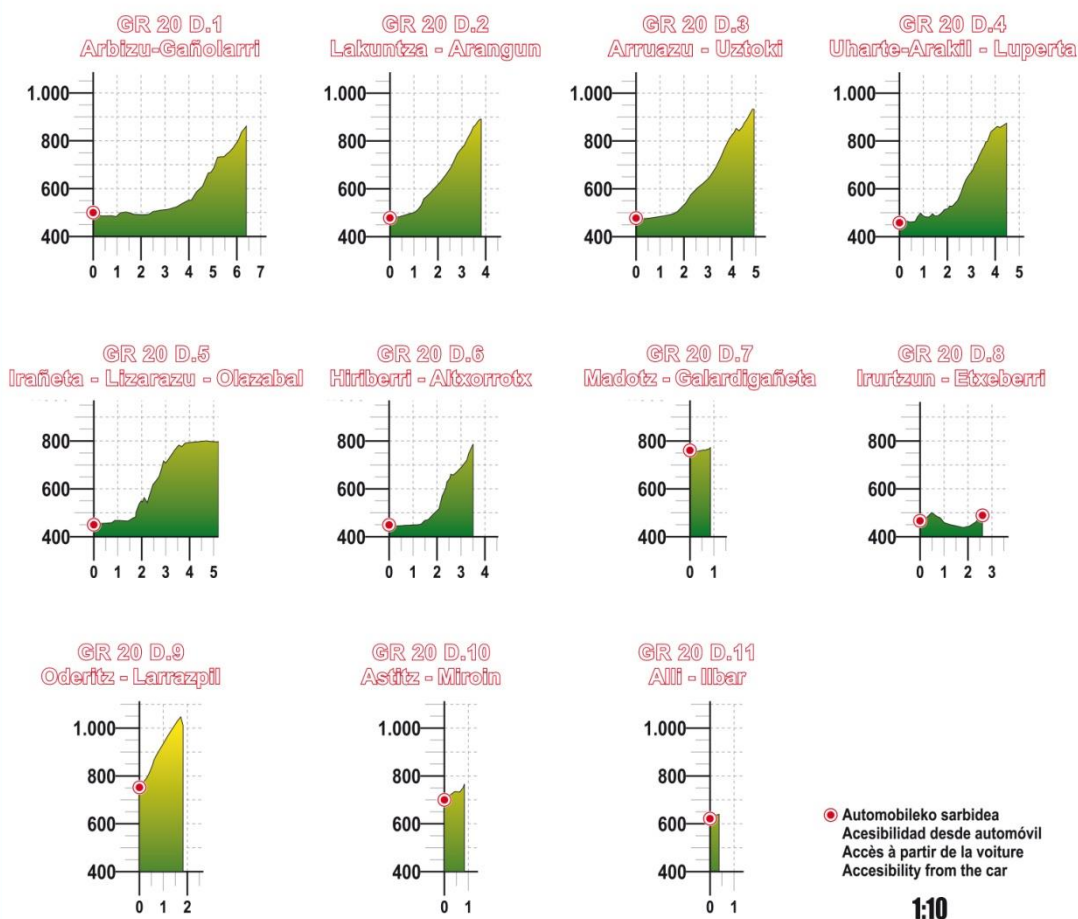 GR 20 D.1
Arbizu-Gañolarri
1.000
800
600
400
0 1 2 3 4 5 6 7
GR 20 D.2
Lakuntza - Arangun
1.000
800
600
400
0 1 2 3 4
GR 20 D.3
Arruazu - Uztoki
1.000
800
600
400
0 1 2 3 4 5
GR 20 D.4
Uharte-Arakil - Luperta
1.000
800
600
400
0 1 2 3 4 5
GR 20 D.5
Irañeta - Lizarazu - Olazabal
800
600
400
0 1 2 3 4 5
GR 20 D.6
Hiriberri - Altxorrotx
800
600
400
0 1 2 3 4
GR 20 D.7
Madotz - Galardigañeta
800
600
400
0 1
GR 20 D.8
Irurtzun - Etxeberri
800
600
400
0 1 2 3
GR 20 D.9
Oderitz - Larrazpil
1.000
800
600
400
0 1 2
GR 20 D.10
Astitz - Miroin
1.000
800
600
400
0 1
GR 20 D.11
Alli - Ilbar
1.000
800
600
400
0 1
Automobileko sarbidea
Acesibilidad desde automóvil
Accès à partir de la voiture
Accesibility from the car
1:10